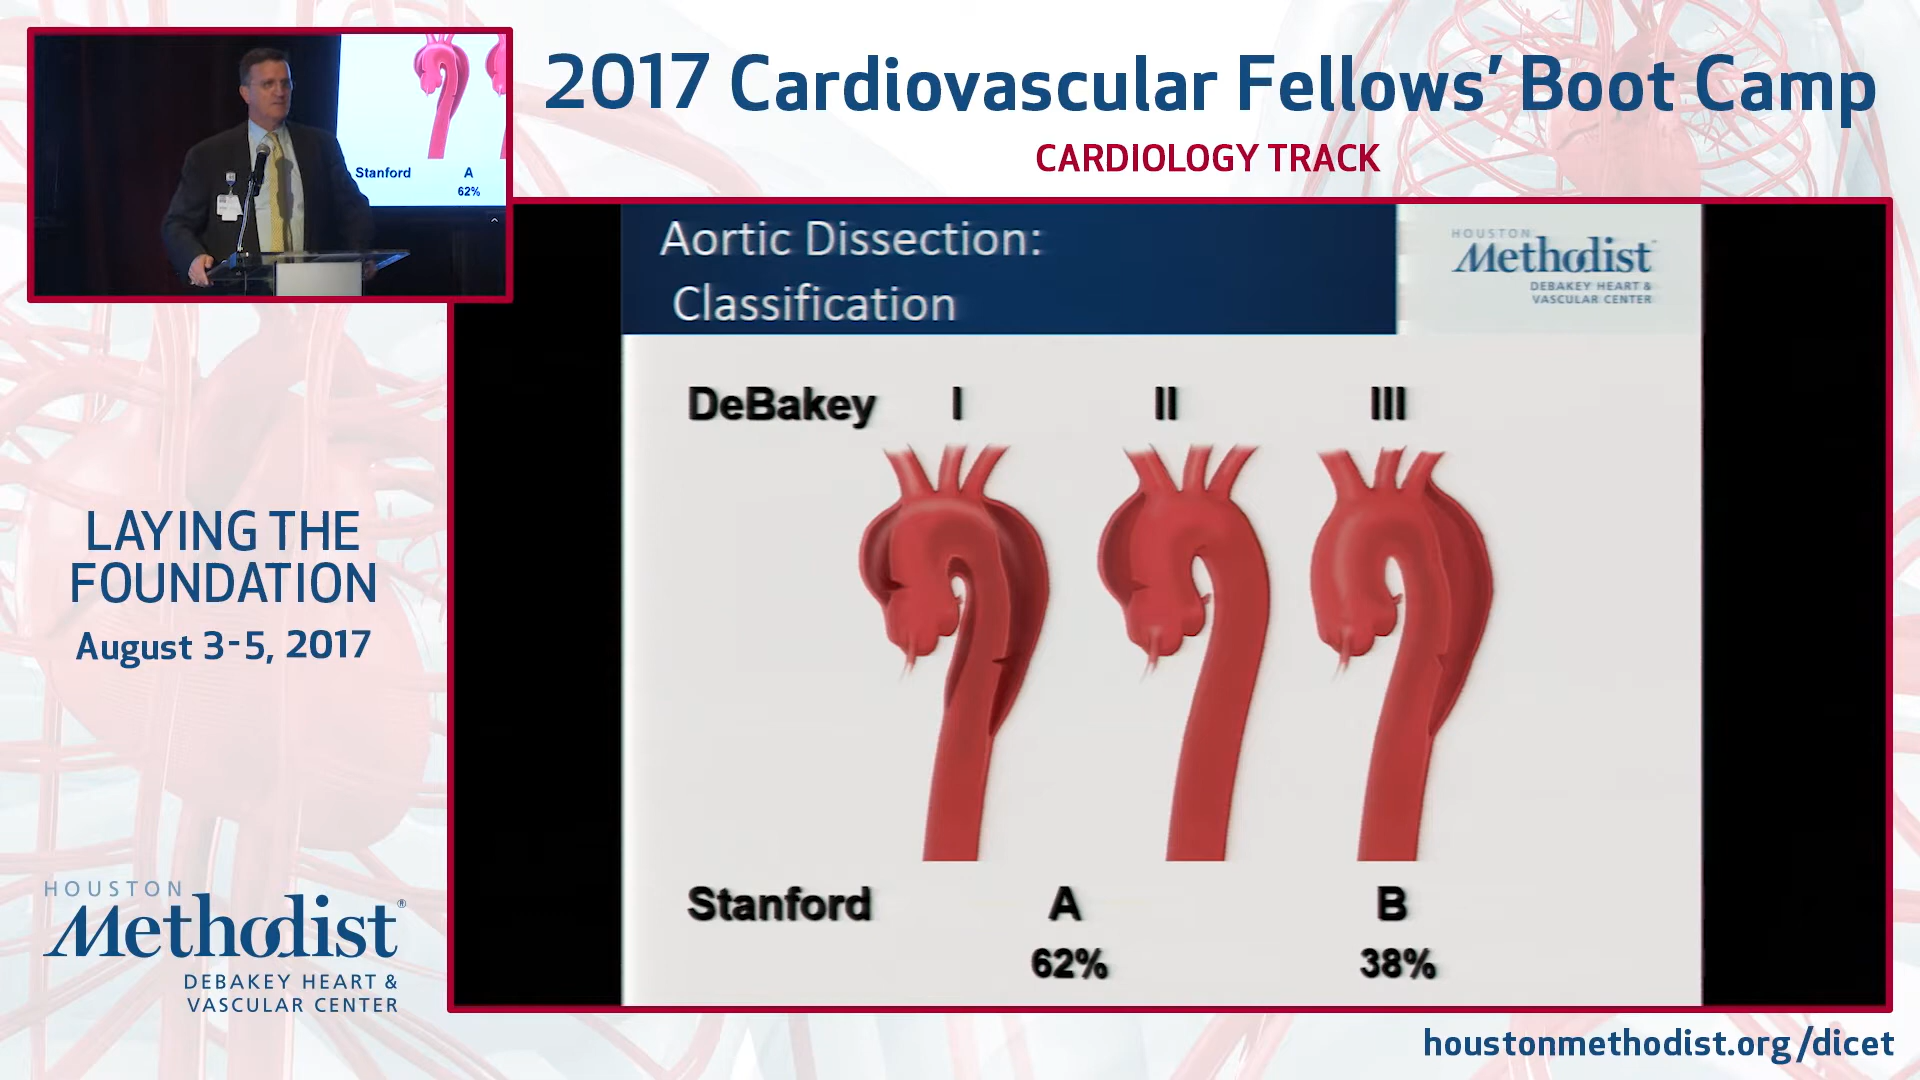 Stanford A
62%
2017 Cardiovascular Fellows’ Boot Camp
CARDIOLOGY TRACK
LAYING THE
FOUNDATION
August 3-5, 2017
HOUSTON
Methodist®
DEBAKEY HEART &
VASCULAR CENTER
Aortic Dissection:
Classification
HOUSTON
Methodist
DEBAKEY HEART &
VASCULAR CENTER
DeBakey I II III
Stanford A B
62% 38%
houstonmethodist.org/dicet